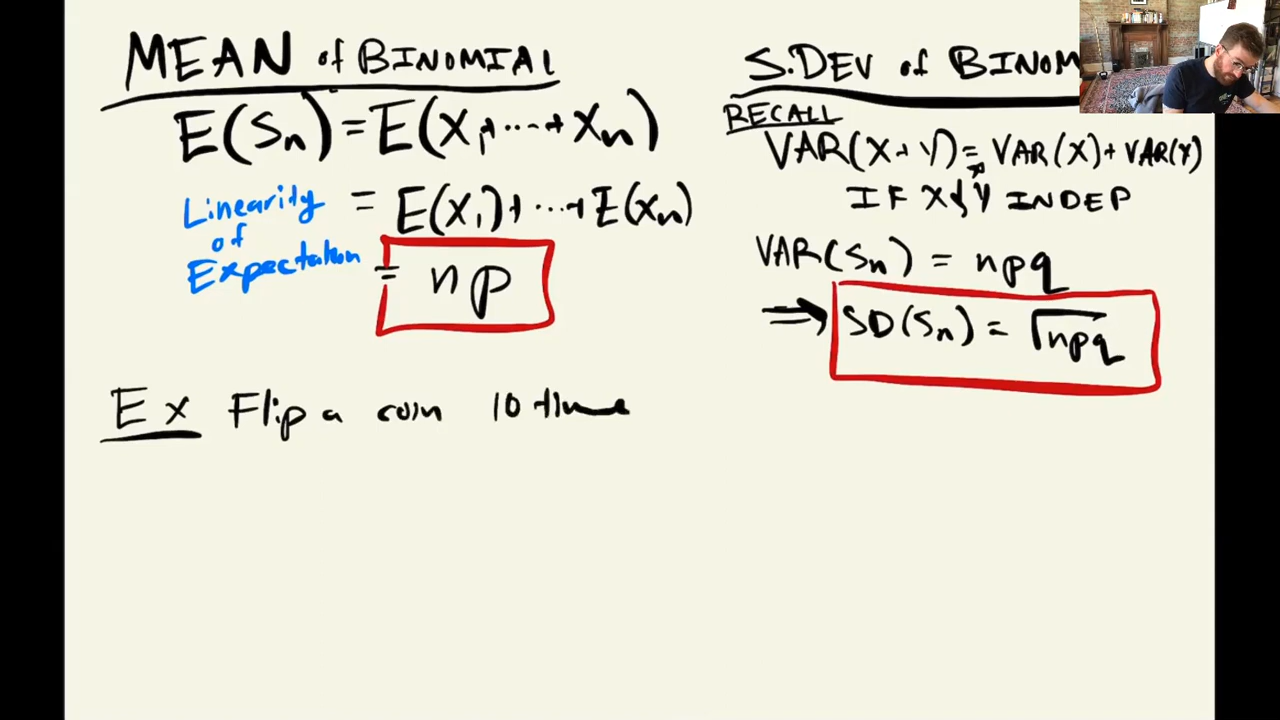 MEAN of BINOMIAL
E(Sn) = E(X1 + ... + Xn)
Linearity of Expectation
= E(X1) + ... + E(Xn)
= np
S.DEV of BINOM
RECALL
VAR(X + Y) = VAR(X) + VAR(Y)
*
IF X & Y INDEP
VAR(Sn) = npq
⟹ SD(Sn) = √npq
Ex Flip a coin 10 time